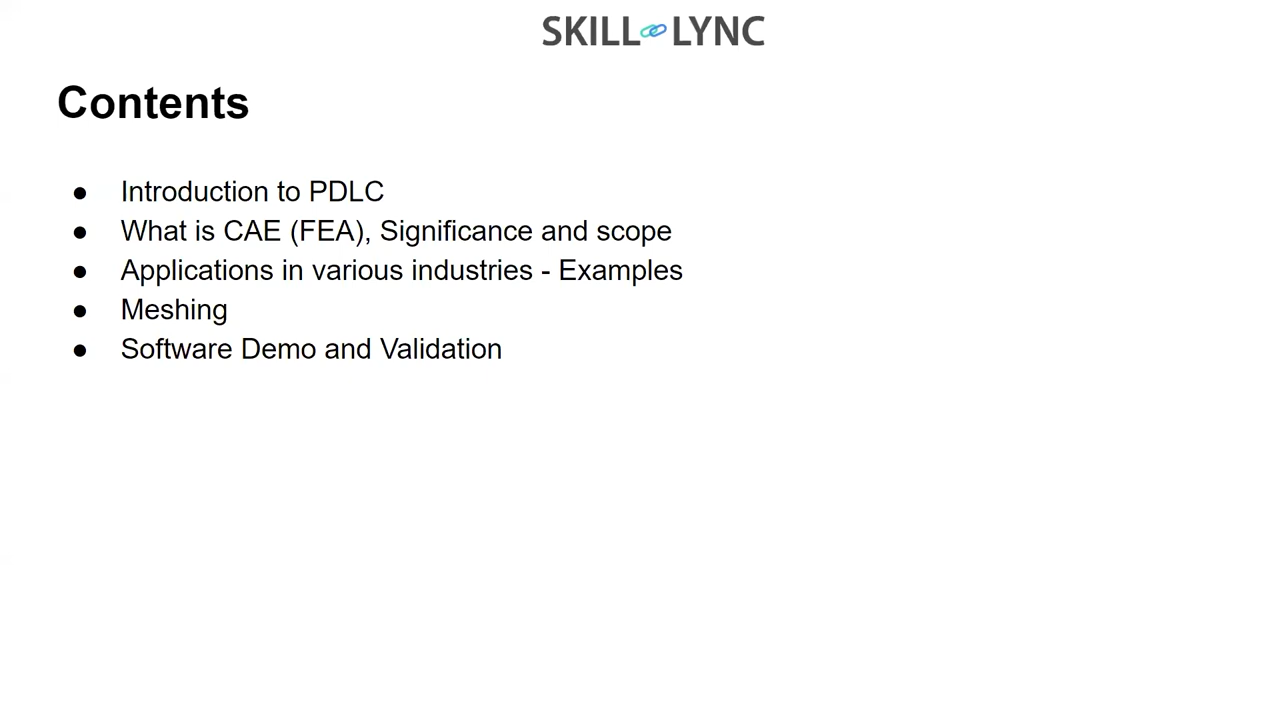 SKILL LYNC
Contents
● Introduction to PDLC
● What is CAE (FEA), Significance and scope
● Applications in various industries - Examples
● Meshing
● Software Demo and Validation